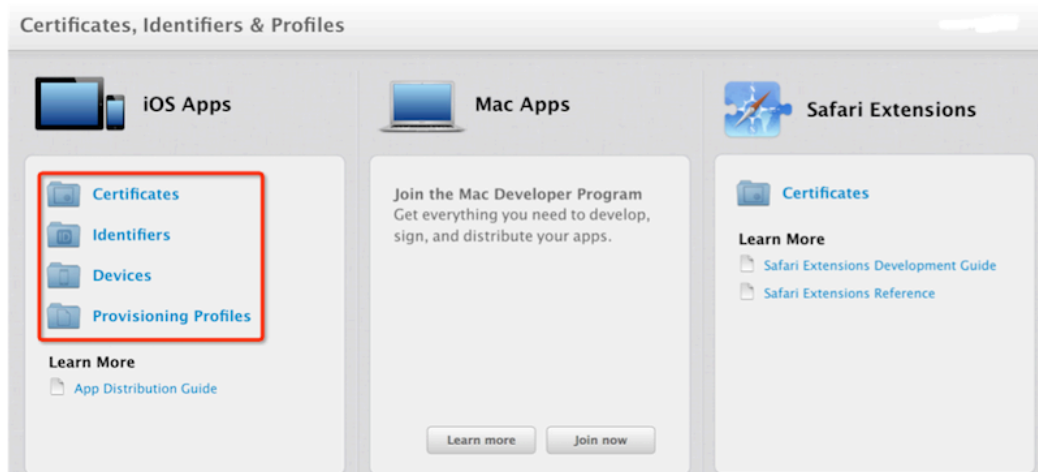 Certificates, Identifiers & Profiles
iOS Apps
Certificates
Identifiers
Devices
Provisioning Profiles
Learn More
App Distribution Guide
Mac Apps
Join the Mac Developer Program
Get everything you need to develop,
sign, and distribute your apps.
Learn more
Join now
Safari Extensions
Certificates
Learn More
Safari Extensions Development Guide
Safari Extensions Reference